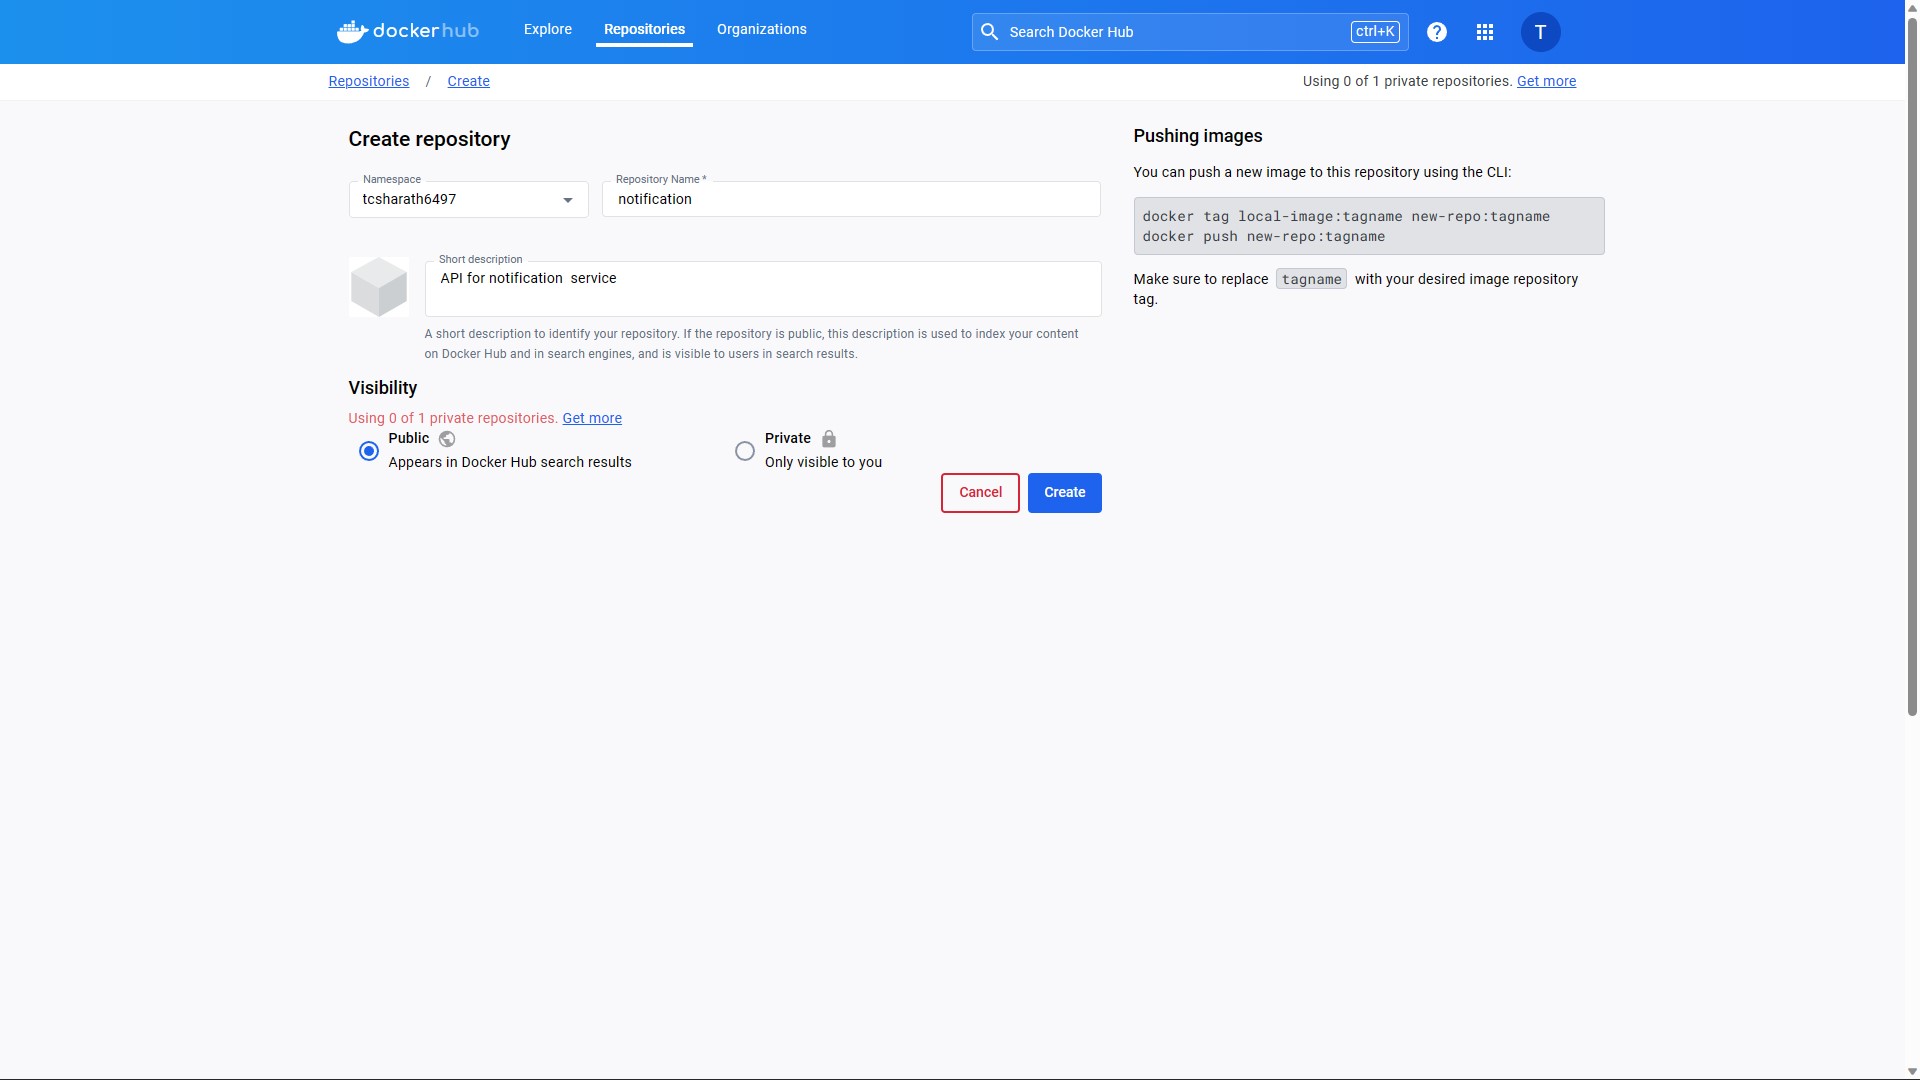 dockerhub
Explore
Repositories
Organizations
Search Docker Hub
ctrl+K
?
T
Repositories / Create
Using 0 of 1 private repositories. Get more
Create repository
Namespace
tcsharath6497
Repository Name *
notification
Short description
API for notification  service
A short description to identify your repository. If the repository is public, this description is used to index your content
on Docker Hub and in search engines, and is visible to users in search results.
Visibility
Using 0 of 1 private repositories. Get more
Public
Appears in Docker Hub search results
Private
Only visible to you
Cancel
Create
Pushing images
You can push a new image to this repository using the CLI:
docker tag local-image:tagname new-repo:tagname
docker push new-repo:tagname
Make sure to replace tagname with your desired image repository
tag.